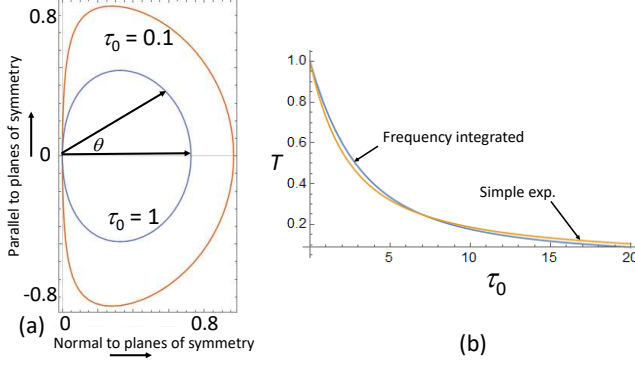 Parallel to planes of symmetry
0.8
0
-0.8
τ0 = 0.1
θ
τ0 = 1
0
0.8
(a)
Normal to planes of symmetry
T
1.0
0.8
0.6
0.4
0.2
Frequency integrated
Simple exp.
5
10
15
20
τ0
(b)